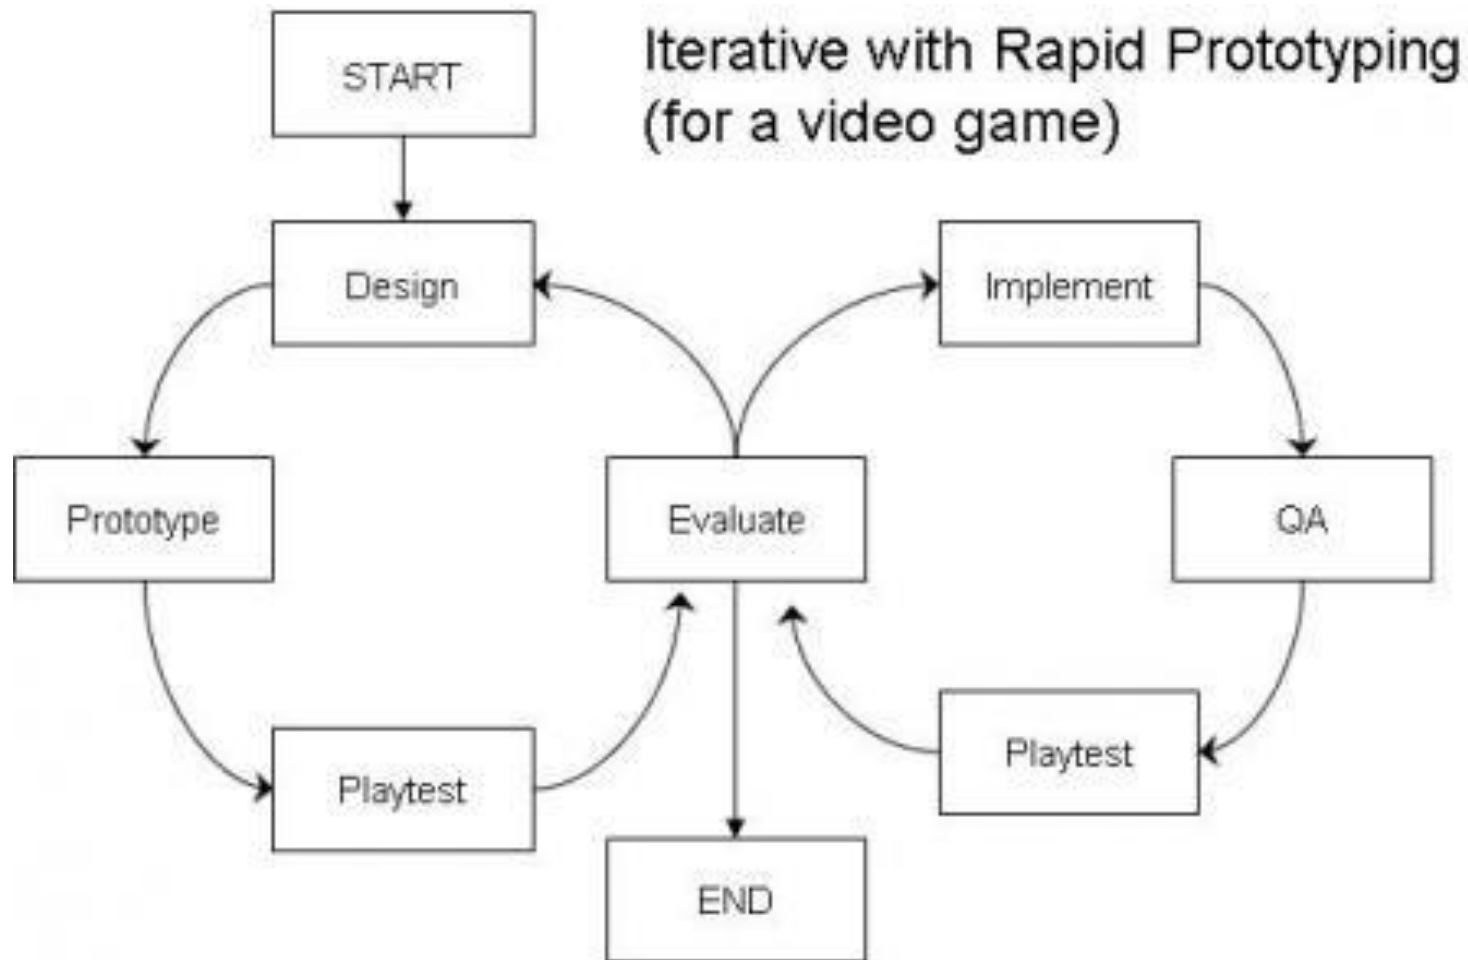 Iterative with Rapid Prototyping
(for a video game)
START
Design
Implement
Prototype
Evaluate
QA
Playtest
Playtest
END